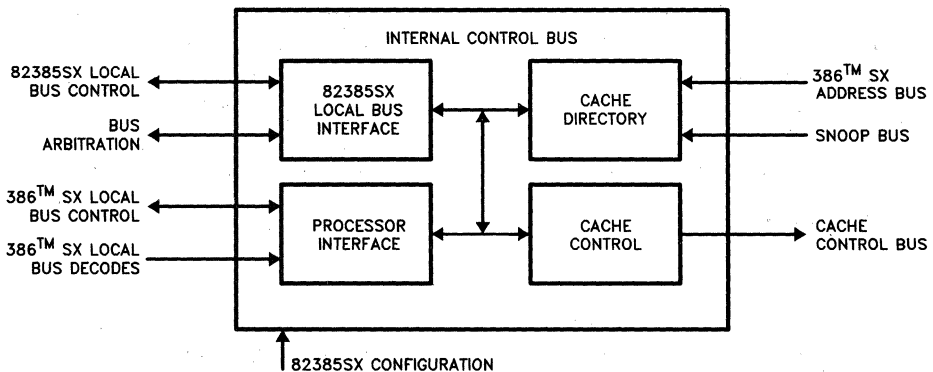 INTERNAL CONTROL BUS
82385SX LOCAL
BUS CONTROL
BUS
ARBITRATION
386™ SX LOCAL
BUS CONTROL
386™ SX LOCAL
BUS DECODES
82385SX
LOCAL BUS
INTERFACE
CACHE
DIRECTORY
PROCESSOR
INTERFACE
CACHE
CONTROL
386™ SX
ADDRESS BUS
SNOOP BUS
CACHE
CONTROL BUS
82385SX CONFIGURATION